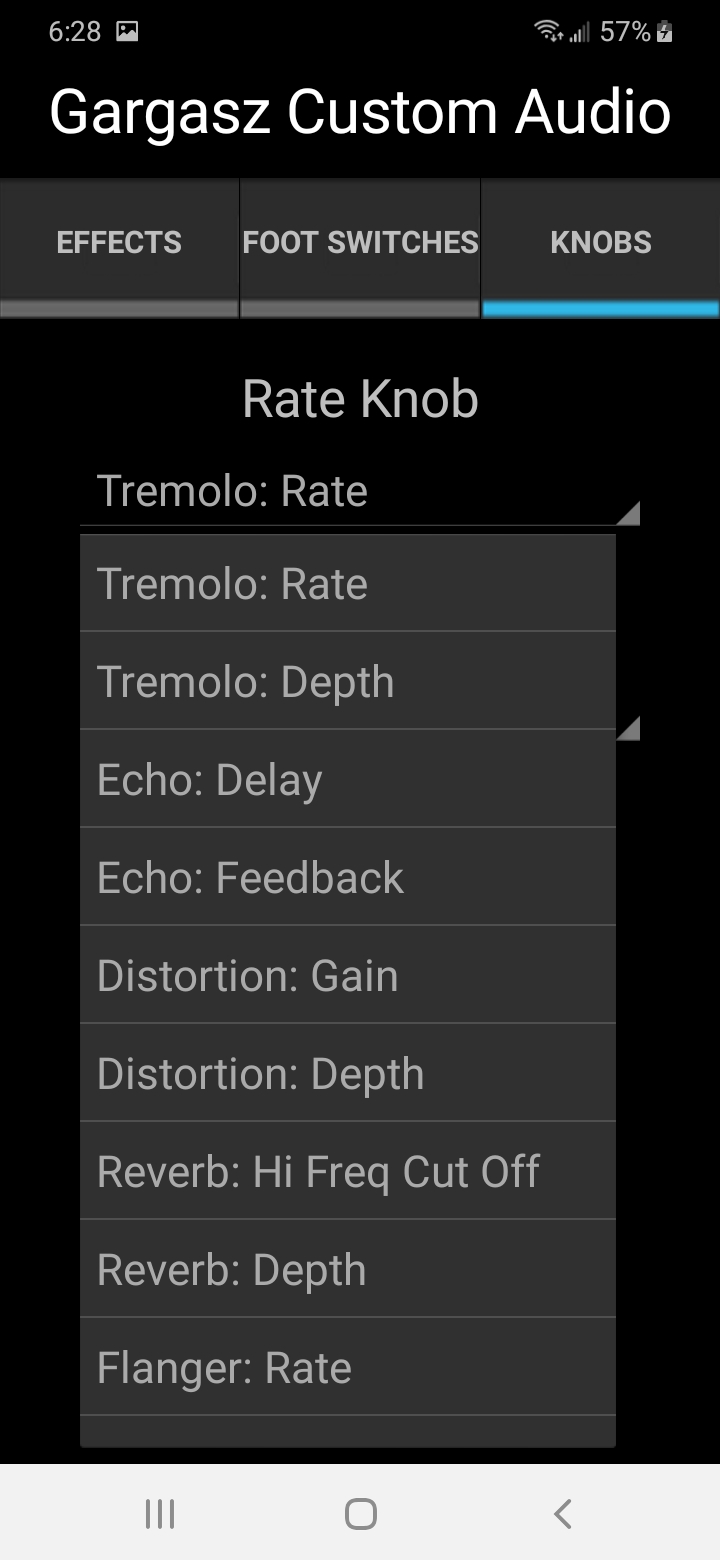 6:28
57%
Gargasz Custom Audio
EFFECTS
FOOT SWITCHES
KNOBS
Rate Knob
Tremolo: Rate
Tremolo: Rate
Tremolo: Depth
Echo: Delay
Echo: Feedback
Distortion: Gain
Distortion: Depth
Reverb: Hi Freq Cut Off
Reverb: Depth
Flanger: Rate